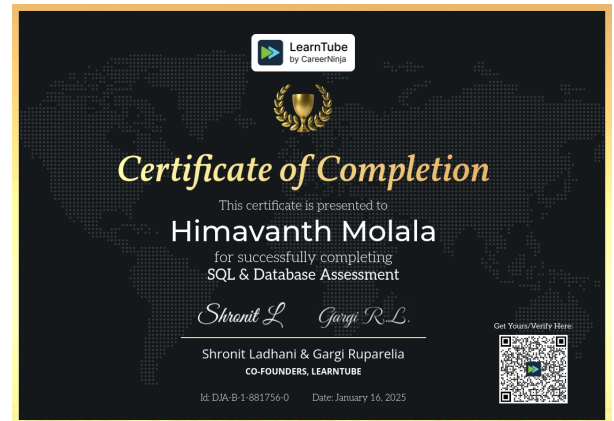 LearnTube
by CareerNinja
Certificate of Completion
This certificate is presented to
Himavanth Molala
for successfully completing
SQL & Database Assessment
Shronit L Gargi R.L.
Shronit Ladhani & Gargi Ruparelia
CO-FOUNDERS, LEARNTUBE
Get Yours/Verify Here:
Id: DJA-B-1-881756-0 Date: January 16, 2025